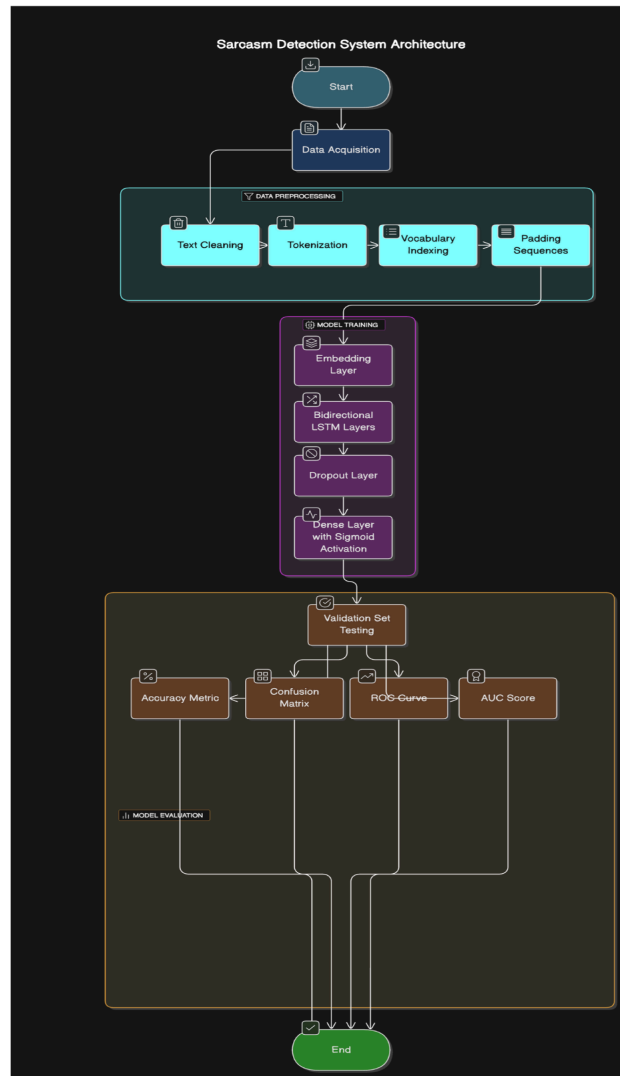 Sarcasm Detection System Architecture
Start
Data Acquisition
DATA PREPROCESSING
Text Cleaning
Tokenization
Vocabulary
Indexing
Padding
Sequences
MODEL TRAINING
Embedding
Layer
Bidirectional
LSTM Layers
Dropout Layer
Dense Layer
with Sigmoid
Activation
Validation Set
Testing
Accuracy Metric
Confusion
Matrix
ROC Curve
AUC Score
MODEL EVALUATION
End